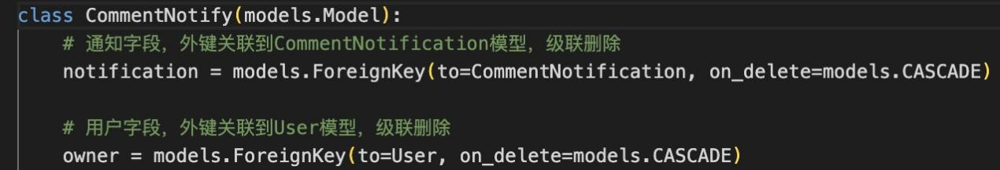 class CommentNotify(models.Model):
# 通知字段，外键关联到CommentNotification模型，级联删除
notification = models.ForeignKey(to=CommentNotification, on_delete=models.CASCADE)
# 用户字段，外键关联到User模型，级联删除
owner = models.ForeignKey(to=User, on_delete=models.CASCADE)